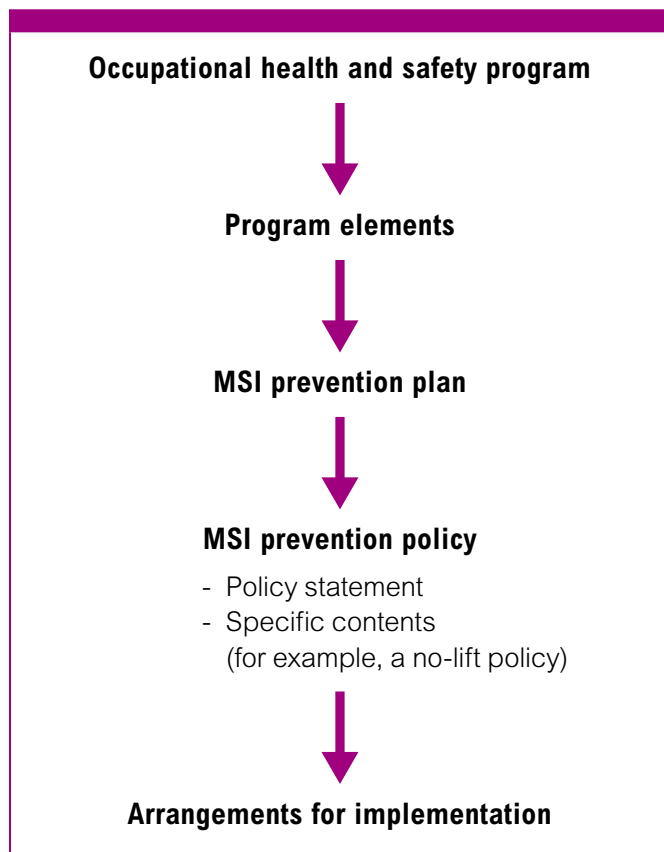 Occupational health and safety program
Program elements
MSI prevention plan
MSI prevention policy
- Policy statement
- Specific contents
(for example, a no-lift policy)
Arrangements for implementation